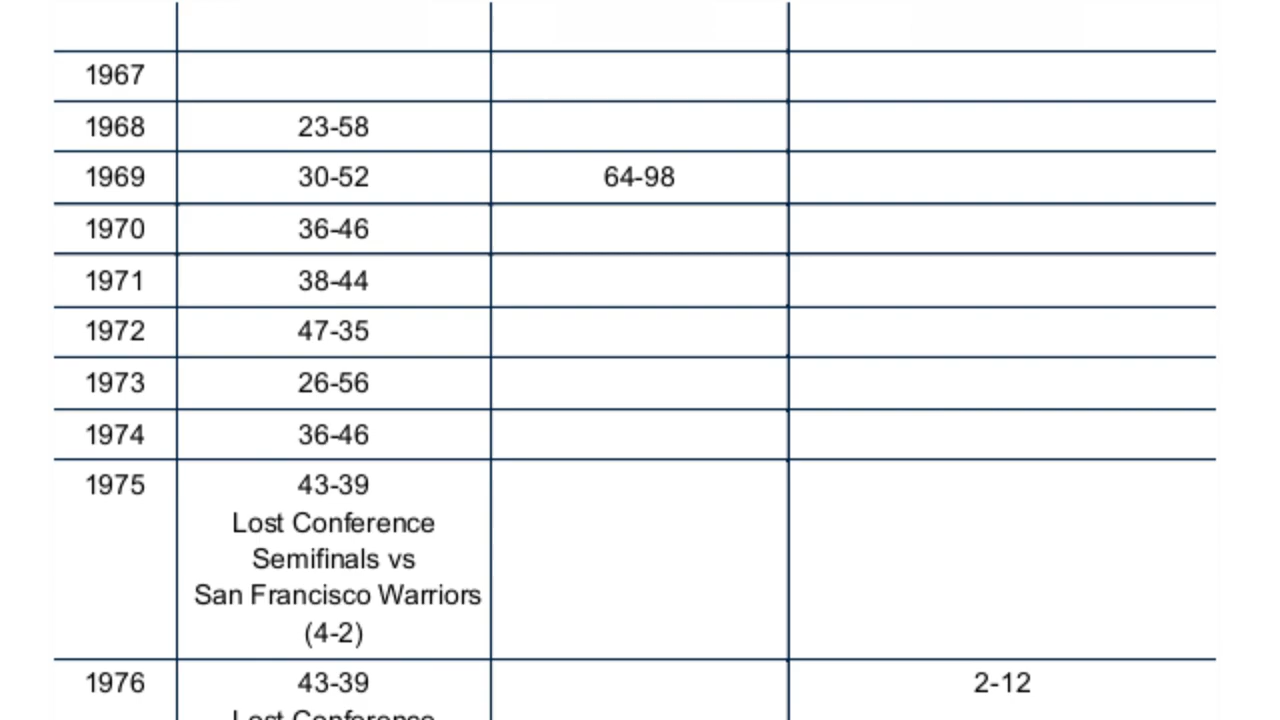 1967
1968 23-58
1969 30-52 64-98
1970 36-46
1971 38-44
1972 47-35
1973 26-56
1974 36-46
1975 43-39
Lost Conference
Semifinals vs
San Francisco Warriors
(4-2)
1976 43-39 2-12
Lost Conference